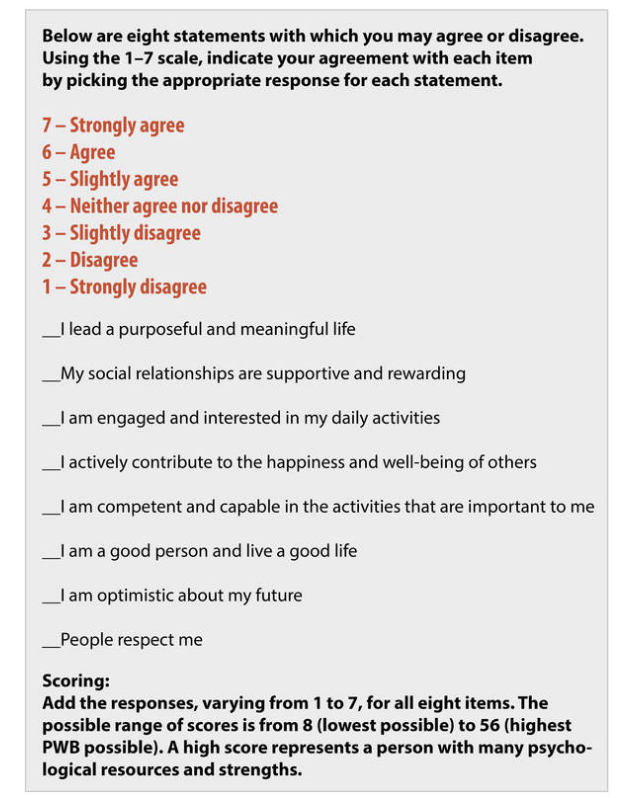 Below are eight statements with which you may agree or disagree.
Using the 1–7 scale, indicate your agreement with each item
by picking the appropriate response for each statement.
7 – Strongly agree
6 – Agree
5 – Slightly agree
4 – Neither agree nor disagree
3 – Slightly disagree
2 – Disagree
1 – Strongly disagree
__I lead a purposeful and meaningful life
__My social relationships are supportive and rewarding
__I am engaged and interested in my daily activities
__I actively contribute to the happiness and well-being of others
__I am competent and capable in the activities that are important to me
__I am a good person and live a good life
__I am optimistic about my future
__People respect me
Scoring:
Add the responses, varying from 1 to 7, for all eight items. The
possible range of scores is from 8 (lowest possible) to 56 (highest
PWB possible). A high score represents a person with many psycho-
logical resources and strengths.